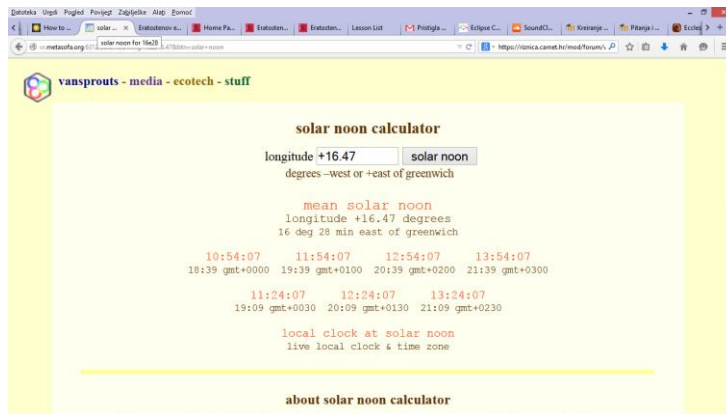 Datoteka Uredi Pogled Povijest Zabilješke Alati Pomoć
How to ... solar ... Eratostenov e... Home Pa... Eratosten... Eratosten... Lesson List Pristigla ... Eclipse C... SoundCl... Kreiranje ... Pitanja i ... Eccles
solar noon for 16e28
metasofa.org https://riznica.carnet.hr/mod/forum/v
vansprouts - media - ecotech - stuff
solar noon calculator
longitude +16.47 solar noon
degrees –west or +east of greenwich
mean solar noon
longitude +16.47 degrees
16 deg 28 min east of greenwich
10:54:07 11:54:07 12:54:07 13:54:07
18:39 gmt+0000 19:39 gmt+0100 20:39 gmt+0200 21:39 gmt+0300
11:24:07 12:24:07 13:24:07
19:09 gmt+0030 20:09 gmt+0130 21:09 gmt+0230
local clock at solar noon
live local clock & time zone
about solar noon calculator